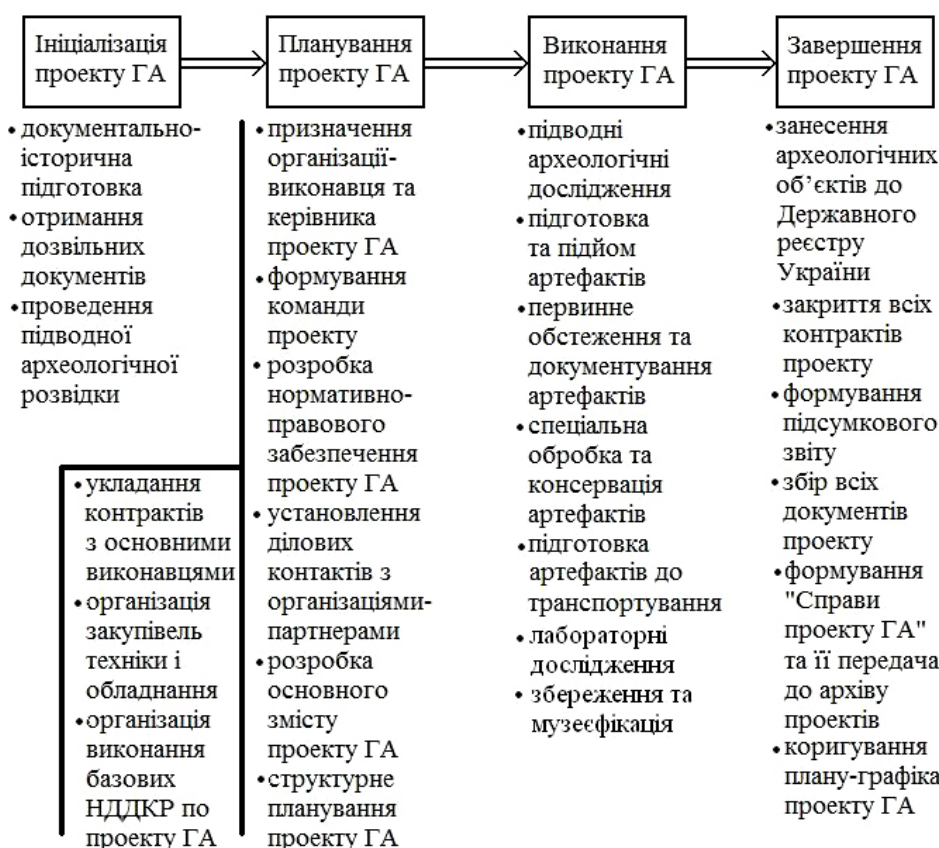 Ініціалізація
проекту ГА
Планування
проекту ГА
Виконання
проекту ГА
Завершення
проекту ГА
•документально-
історична
підготовка
•отримання
дозвільних
документів
•проведення
підводної
археологічної
розвідки
•укладання
контрактів
з основними
виконавцями
•організація
закупівель
техніки і
обладнання
•організація
виконання
базових
НДДКР по
проекту ГА
•призначення
організації-
виконавця та
керівника
проекту ГА
•формування
команди
проекту
•розробка
нормативно-
правового
забезпечення
проекту ГА
•установлення
ділових
контактів з
організаціями-
партнерами
•розробка
основного
змісту
проекту ГА
•структурне
планування
проекту ГА
•підводні
археологічні
дослідження
•підготовка
та підйом
артефактів
•первинне
обстеження та
документування
артефактів
•спеціальна
обробка та
консервація
артефактів
•підготовка
артефактів до
транспортування
•лабораторні
дослідження
•збереження та
музеєфікація
•занесення
археологічних
об’єктів до
Державного
реєстру
України
•закриття всіх
контрактів
проекту
•формування
підсумкового
звіту
•збір всіх
документів
проекту
•формування
"Справи
проекту ГА"
та її передача
до архіву
проектів
•коригування
плану-графіка
проекту ГА